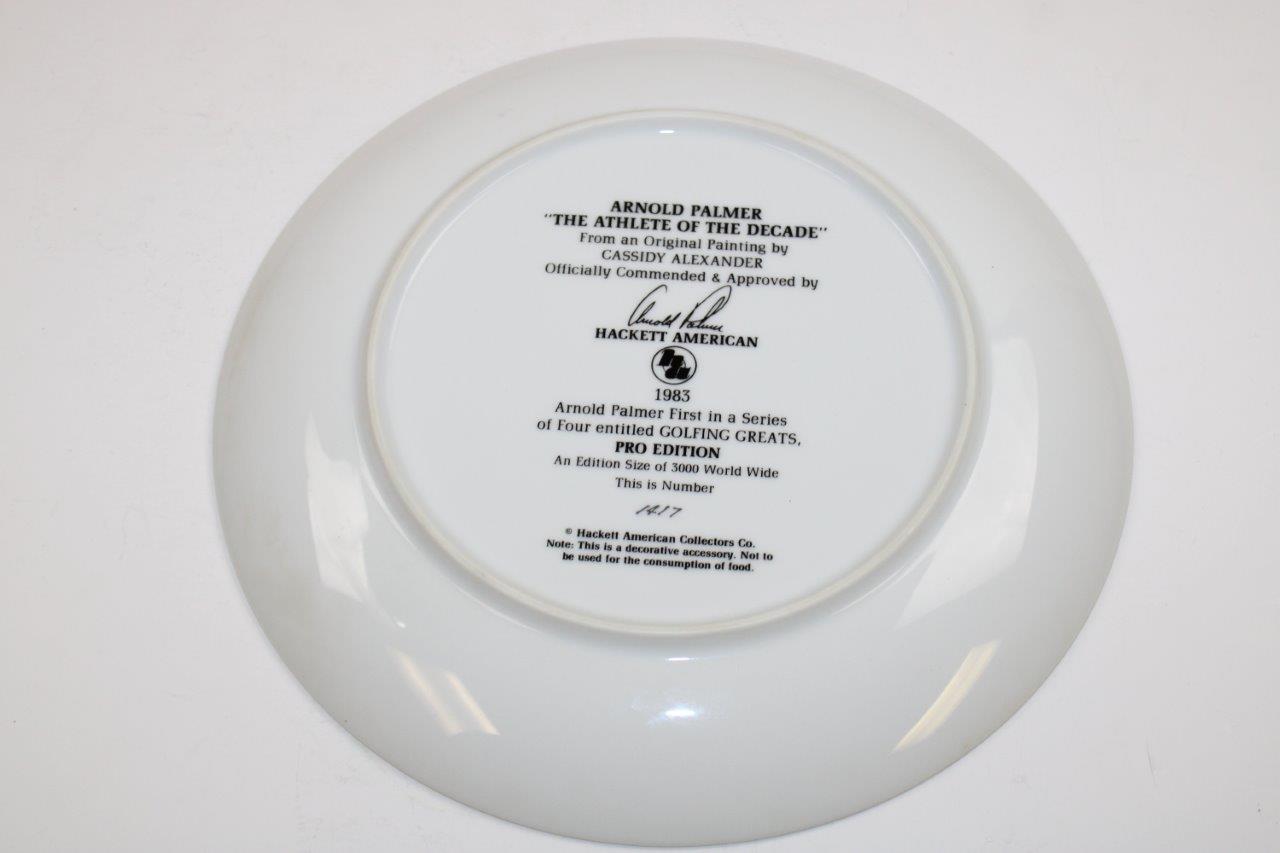 ARNOLD PALMER
"THE ATHLETE OF THE DECADE"
From an Original Painting by
CASSIDY ALEXANDER
Officially Commended & Approved by
Arnold Palmer
HACKETT AMERICAN
1983
Arnold Palmer First in a Series
of Four entitled GOLFING GREATS,
PRO EDITION
An Edition Size of 3000 World Wide
This is Number
1417
© Hackett American Collectors Co.
Note: This is a decorative accessory. Not to
be used for the consumption of food.